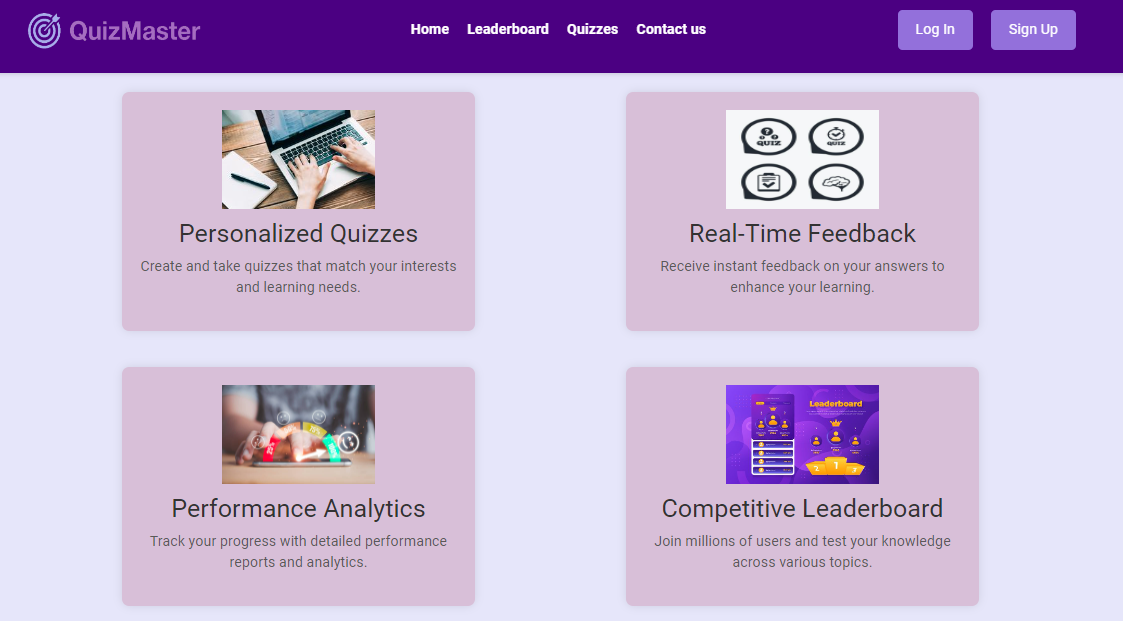 QuizMaster
Home Leaderboard Quizzes Contact us
Log In Sign Up
QUIZ QUIZ
Personalized Quizzes
Create and take quizzes that match your interests
and learning needs.
Real-Time Feedback
Receive instant feedback on your answers to
enhance your learning.
Leaderboard
1
2
3
Performance Analytics
Track your progress with detailed performance
reports and analytics.
Competitive Leaderboard
Join millions of users and test your knowledge
across various topics.